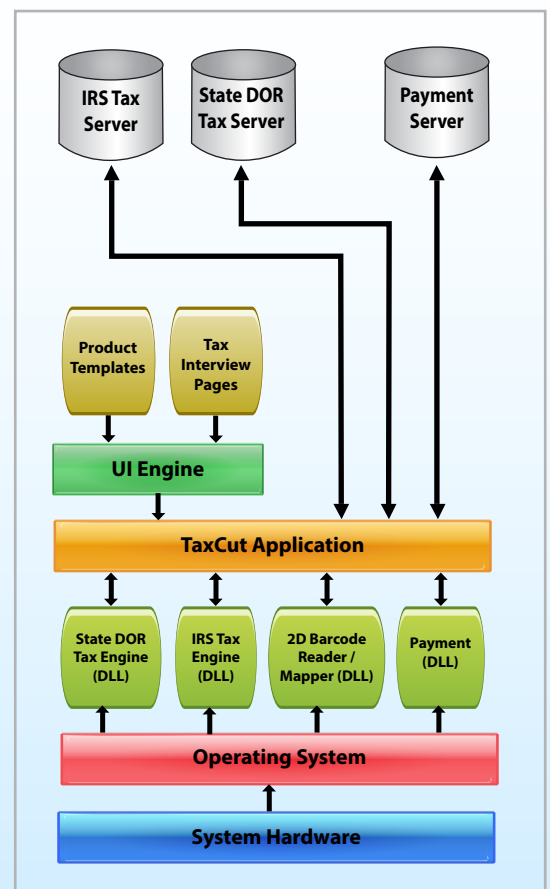 IRS Tax
Server
State DOR
Tax Server
Payment
Server
Product
Templates
Tax
Interview
Pages
UI Engine
TaxCut Application
State DOR
Tax Engine
(DLL)
IRS Tax
Engine
(DLL)
2D Barcode
Reader /
Mapper (DLL)
Payment
(DLL)
Operating System
System Hardware